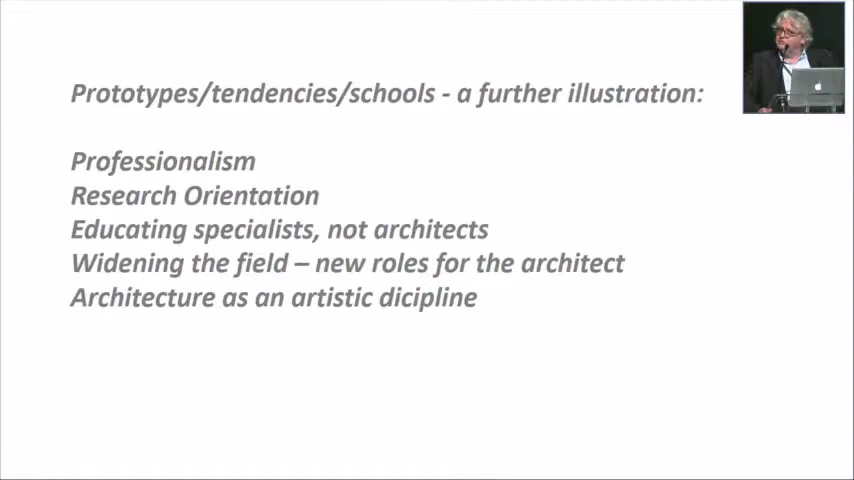 Prototypes/tendencies/schools - a further illustration:
Professionalism
Research Orientation
Educating specialists, not architects
Widening the field – new roles for the architect
Architecture as an artistic dicipline